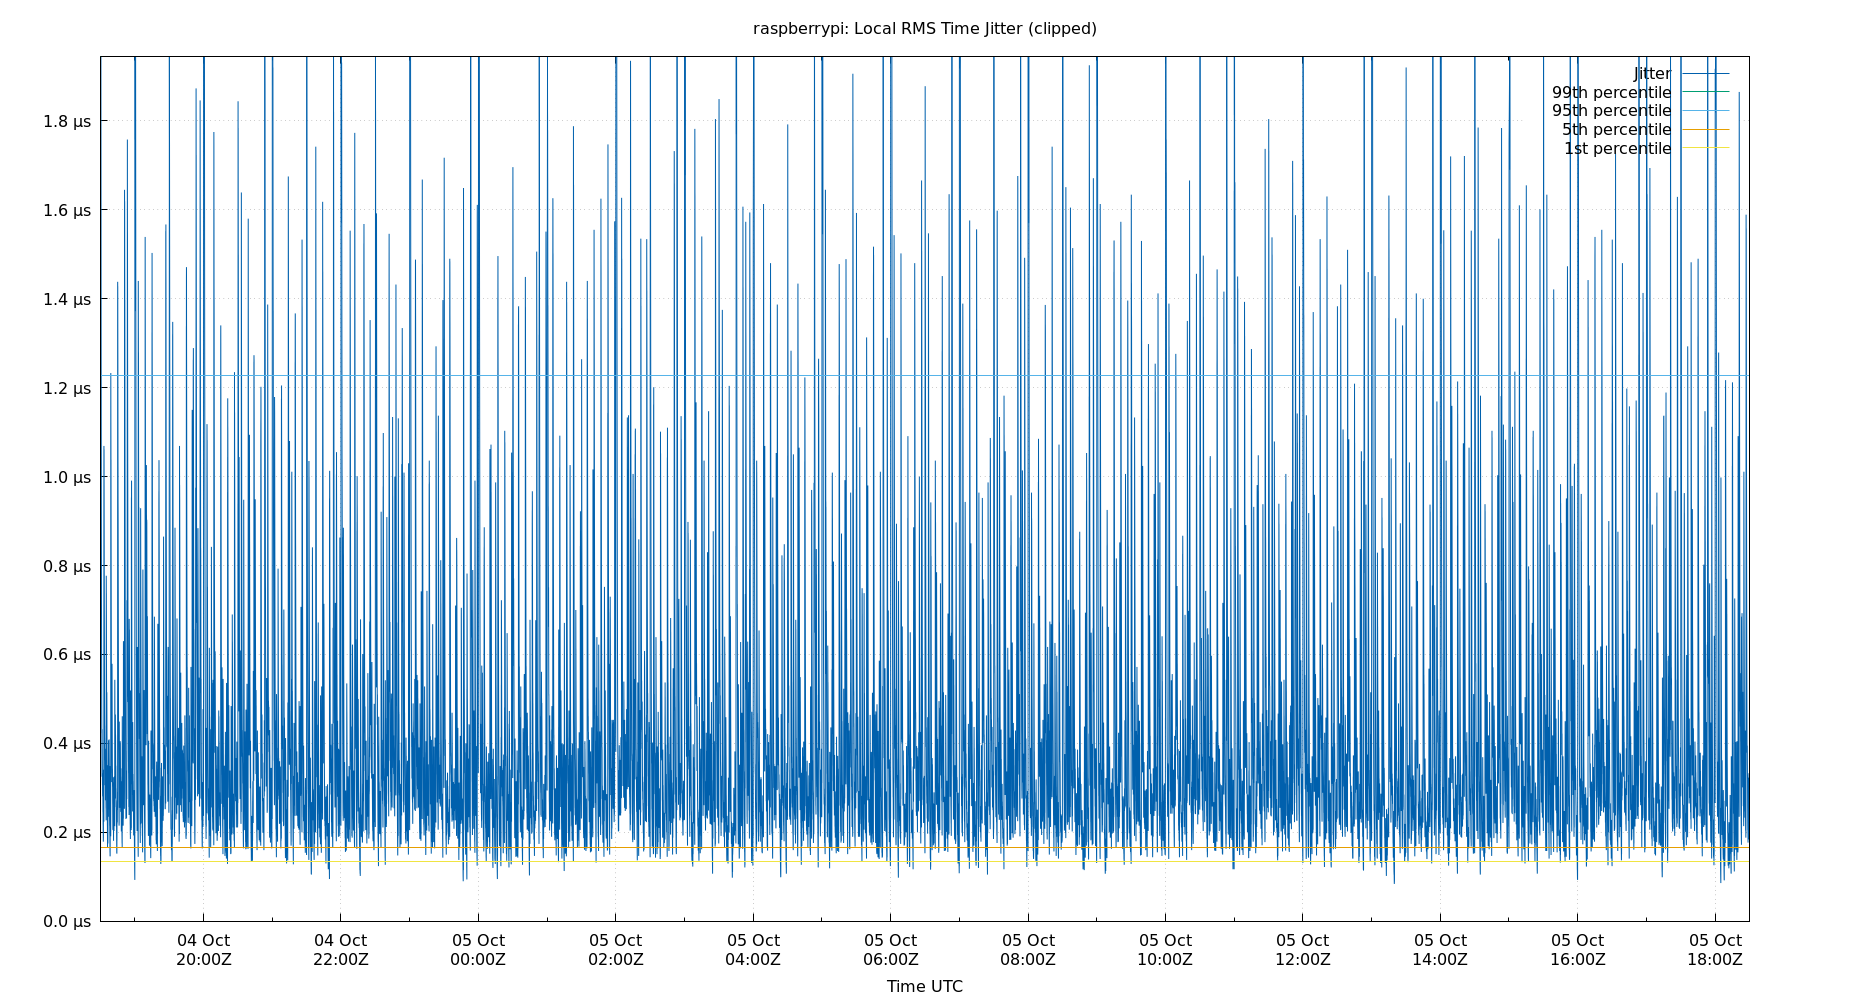 raspberrypi: Local RMS Time Jitter (clipped)
Jitter
99th percentile
95th percentile
5th percentile
1st percentile
1.8 µs
1.6 µs
1.4 µs
1.2 µs
1.0 µs
0.8 µs
0.6 µs
0.4 µs
0.2 µs
0.0 µs
04 Oct 04 Oct 05 Oct 05 Oct 05 Oct 05 Oct 05 Oct 05 Oct 05 Oct 05 Oct 05 Oct 05 Oct
20:00Z 22:00Z 00:00Z 02:00Z 04:00Z 06:00Z 08:00Z 10:00Z 12:00Z 14:00Z 16:00Z 18:00Z
Time UTC